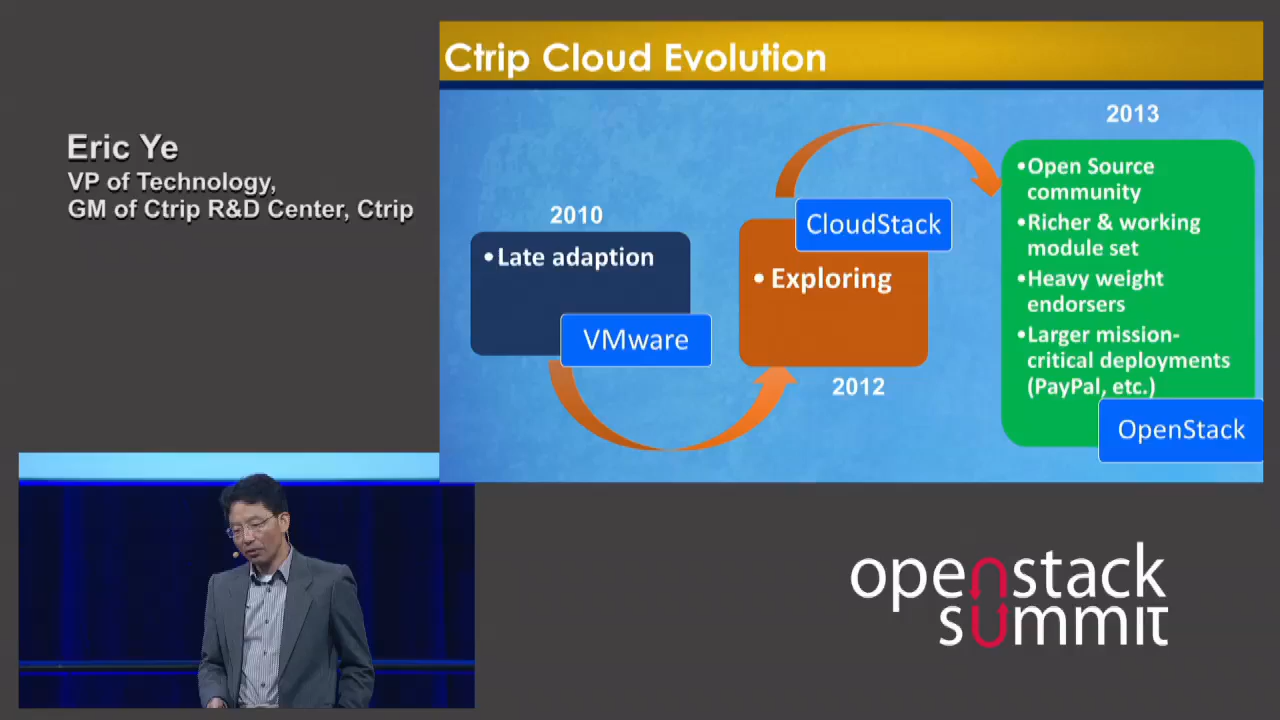 Ctrip Cloud Evolution
Eric Ye
VP of Technology,
GM of Ctrip R&D Center, Ctrip
2010
•Late adaption
VMware
CloudStack
• Exploring
2012
2013
•Open Source
community
•Richer & working
module set
•Heavy weight
endorsers
•Larger mission-
critical deployments
(PayPal, etc.)
OpenStack
openstack
summit